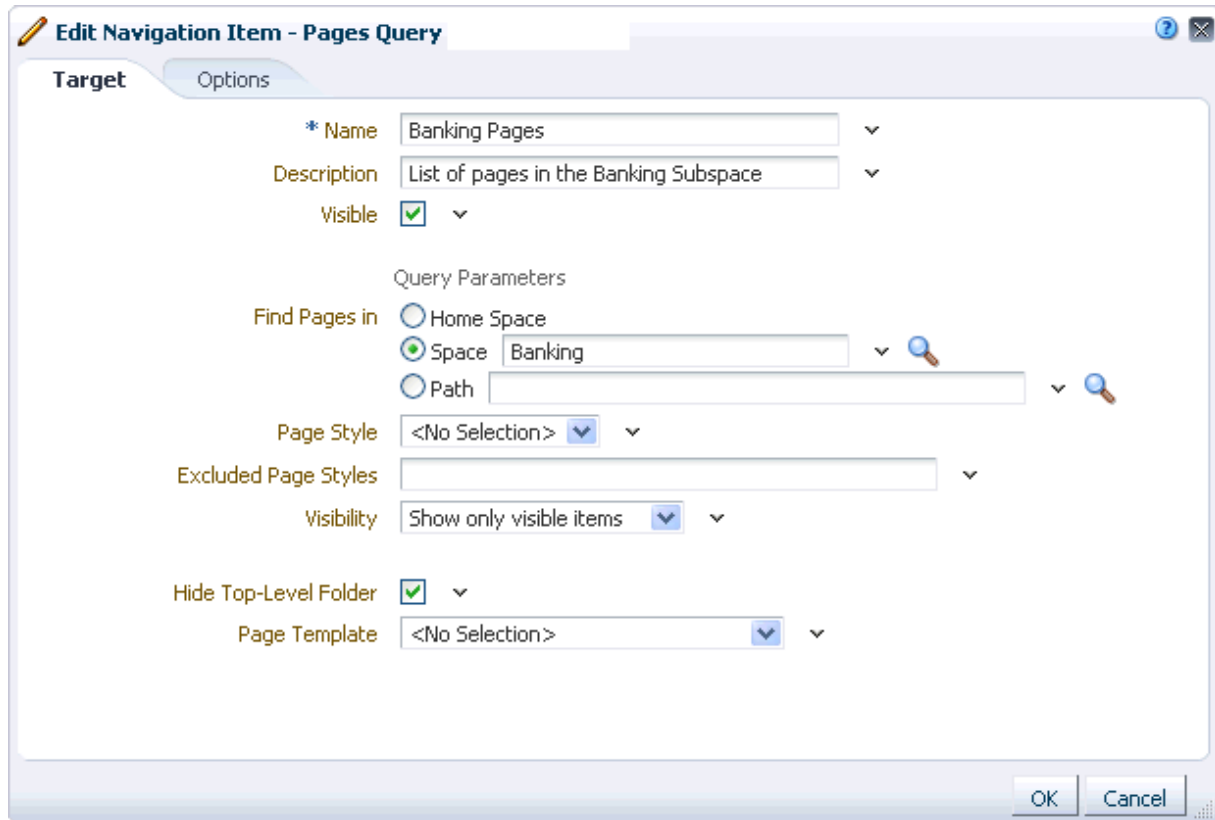 Edit Navigation Item - Pages Query
Target Options
* Name Banking Pages
Description List of pages in the Banking Subspace
Visible
Query Parameters
Find Pages in Home Space
Space Banking
Path
Page Style <No Selection>
Excluded Page Styles
Visibility Show only visible items
Hide Top-Level Folder
Page Template <No Selection>
OK Cancel